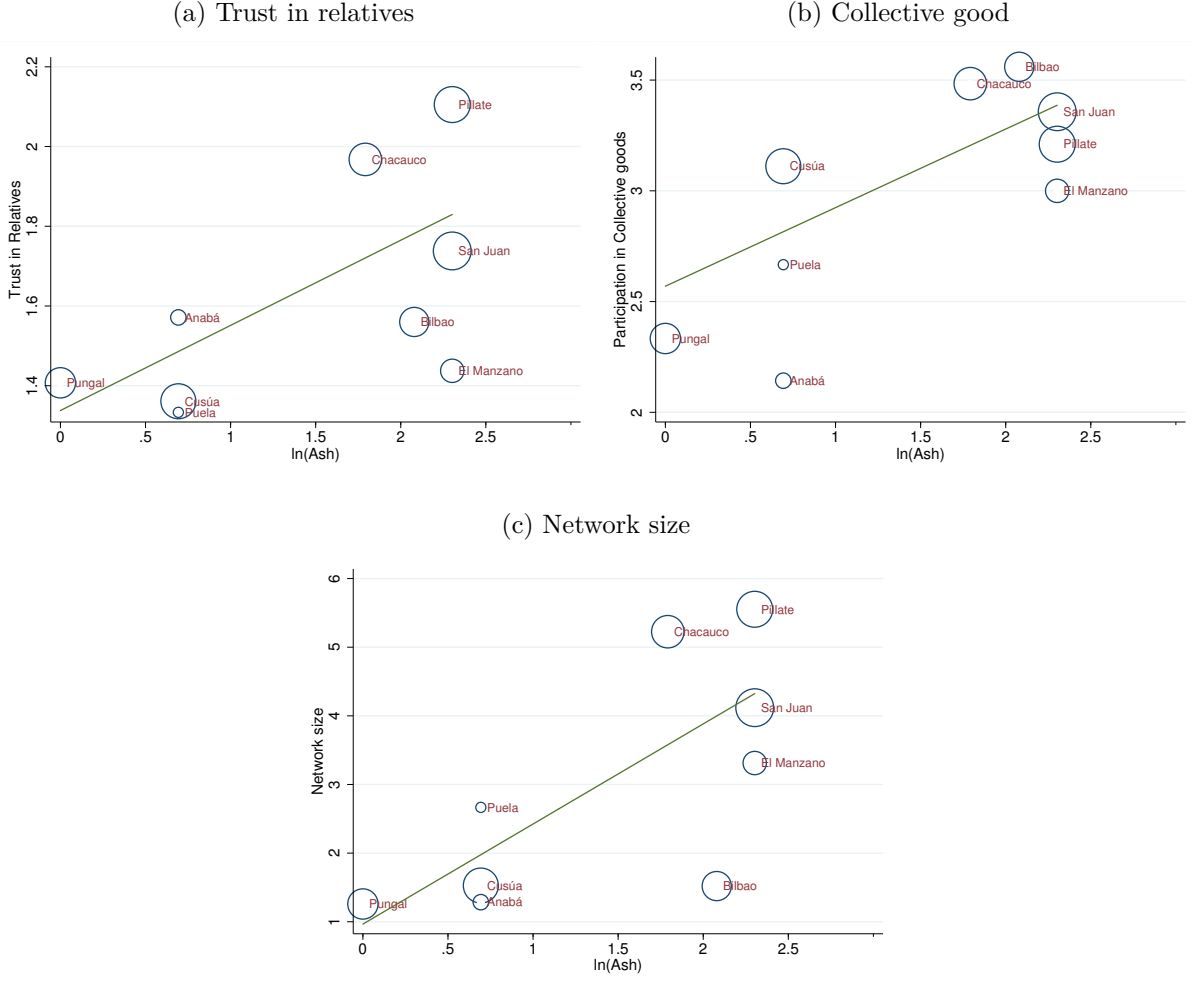 (a) Trust in relatives
Trust in Relatives
2.2
2
1.8
1.6
1.4
Pillate
Chacauco
San Juan
Anabá
Bilbao
El Manzano
Pungal
Cusúa
Puela
0 .5 1 1.5 2 2.5
ln(Ash)
(b) Collective good
Participation in Collective goods
3.5
3
2.5
2
Bilbao
Chacauco
San Juan
Pillate
Cusúa
El Manzano
Puela
Pungal
Anabá
0 .5 1 1.5 2 2.5
ln(Ash)
(c) Network size
Network size
6
5
4
3
2
1
Pillate
Chacauco
San Juan
El Manzano
Puela
Cusúa
Bilbao
Anabá
Pungal
0 .5 1 1.5 2 2.5
ln(Ash)